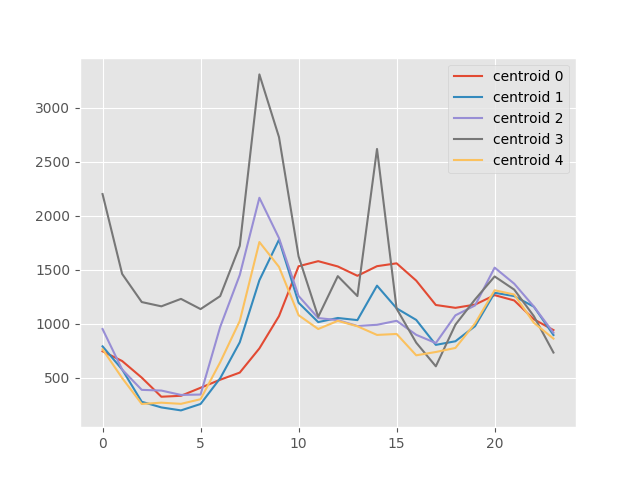 centroid 0
centroid 1
centroid 2
centroid 3
centroid 4
3000
2500
2000
1500
1000
500
0 5 10 15 20